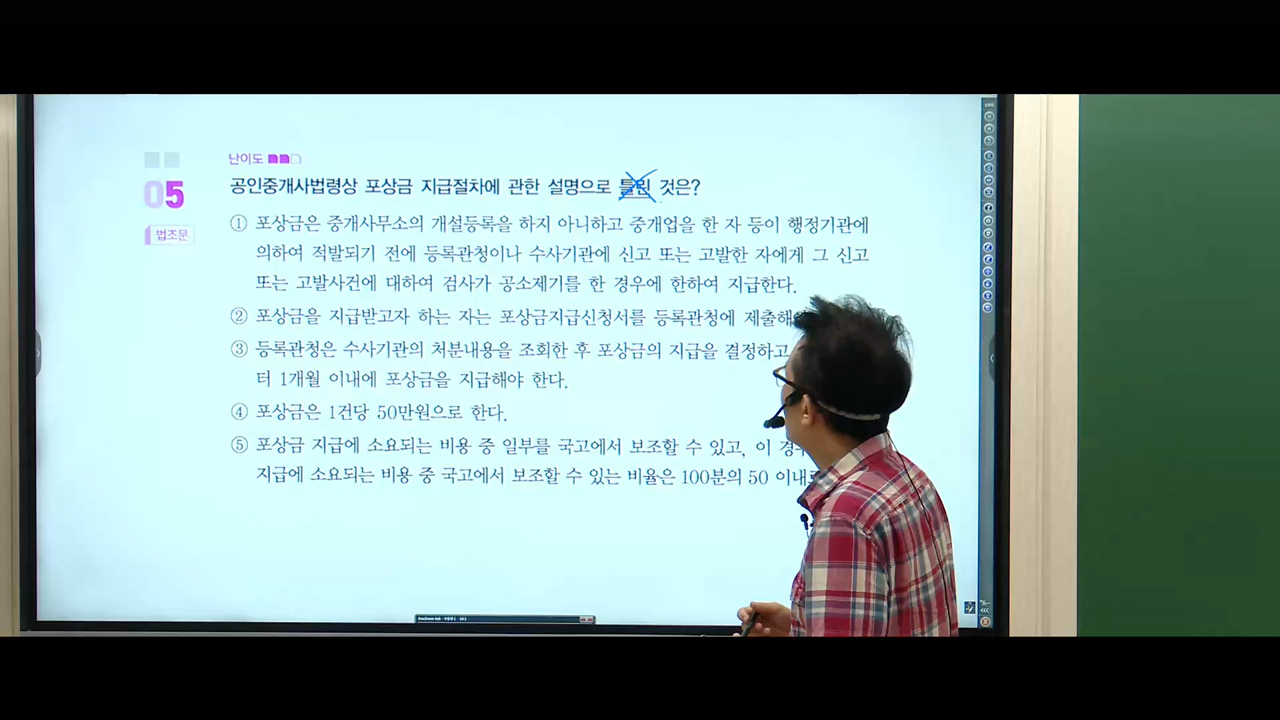 난이도
05
법조문
공인중개사법령상 포상금 지급절차에 관한 설명으로 틀린 것은?
① 포상금은 중개사무소의 개설등록을 하지 아니하고 중개업을 한 자 등이 행정기관에
의하여 적발되기 전에 등록관청이나 수사기관에 신고 또는 고발한 자에게 그 신고
또는 고발사건에 대하여 검사가 공소제기를 한 경우에 한하여 지급한다.
② 포상금을 지급받고자 하는 자는 포상금지급신청서를 등록관청에
③ 등록관청은 수사기관의 처분내용을 조회한 후 포상금의 지급을 결정하고
터 1개월 이내에 포상금을 지급해야 한다.
④ 포상금은 1건당 50만원으로 한다.
⑤ 포상금 지급에 소요되는 비용 중 일부를 국고에서 보조할 수 있고, 이
지급에 소요되는 비용 중 국고에서 보조할 수 있는 비율은 100분의 50